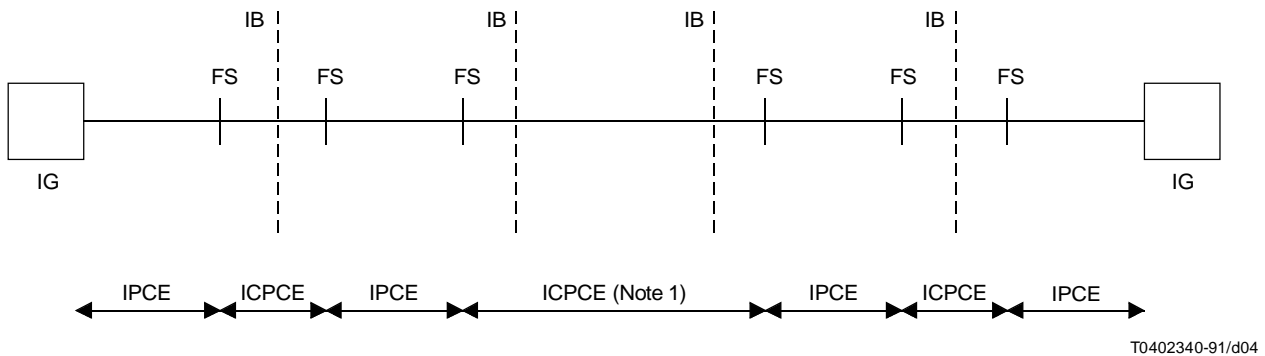 IB IB IB IB
FS FS FS FS FS FS
IG IG
IPCE ICPCE IPCE ICPCE (Note 1) IPCE ICPCE IPCE
T0402340-91/d04